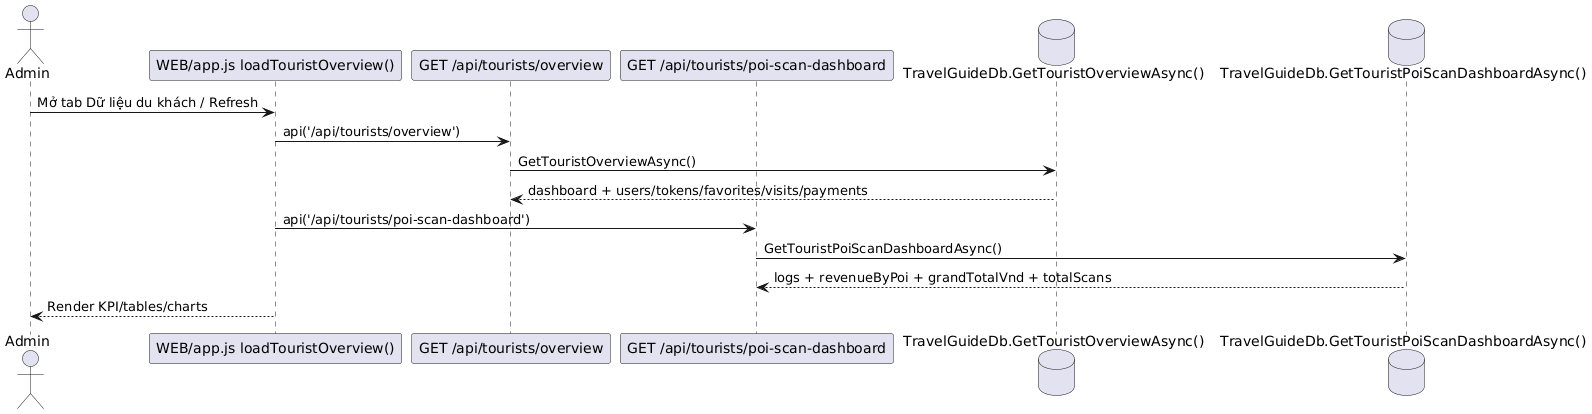 Admin
WEB/app.js loadTouristOverview()
GET /api/tourists/overview
GET /api/tourists/poi-scan-dashboard
TravelGuideDb.GetTouristOverviewAsync()
TravelGuideDb.GetTouristPoiScanDashboardAsync()
Mở tab Dữ liệu du khách / Refresh
api('/api/tourists/overview')
GetTouristOverviewAsync()
dashboard + users/tokens/favorites/visits/payments
api('/api/tourists/poi-scan-dashboard')
GetTouristPoiScanDashboardAsync()
logs + revenueByPoi + grandTotalVnd + totalScans
Render KPI/tables/charts
Admin
WEB/app.js loadTouristOverview()
GET /api/tourists/overview
GET /api/tourists/poi-scan-dashboard
TravelGuideDb.GetTouristOverviewAsync()
TravelGuideDb.GetTouristPoiScanDashboardAsync()